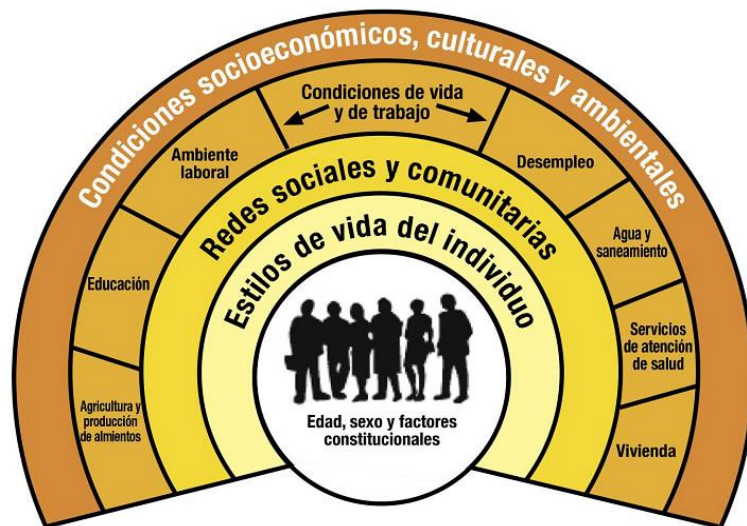 Condiciones socioeconómicos, culturales y ambientales
Condiciones de vida
y de trabajo
Ambiente
laboral
Desempleo
Redes sociales y comunitarias
Educación
Agua y
saneamiento
Estilos de vida del individuo
Servicios
de atención
de salud
Agricultura y
producción
de almientos
Edad, sexo y factores
constitucionales
Vivienda